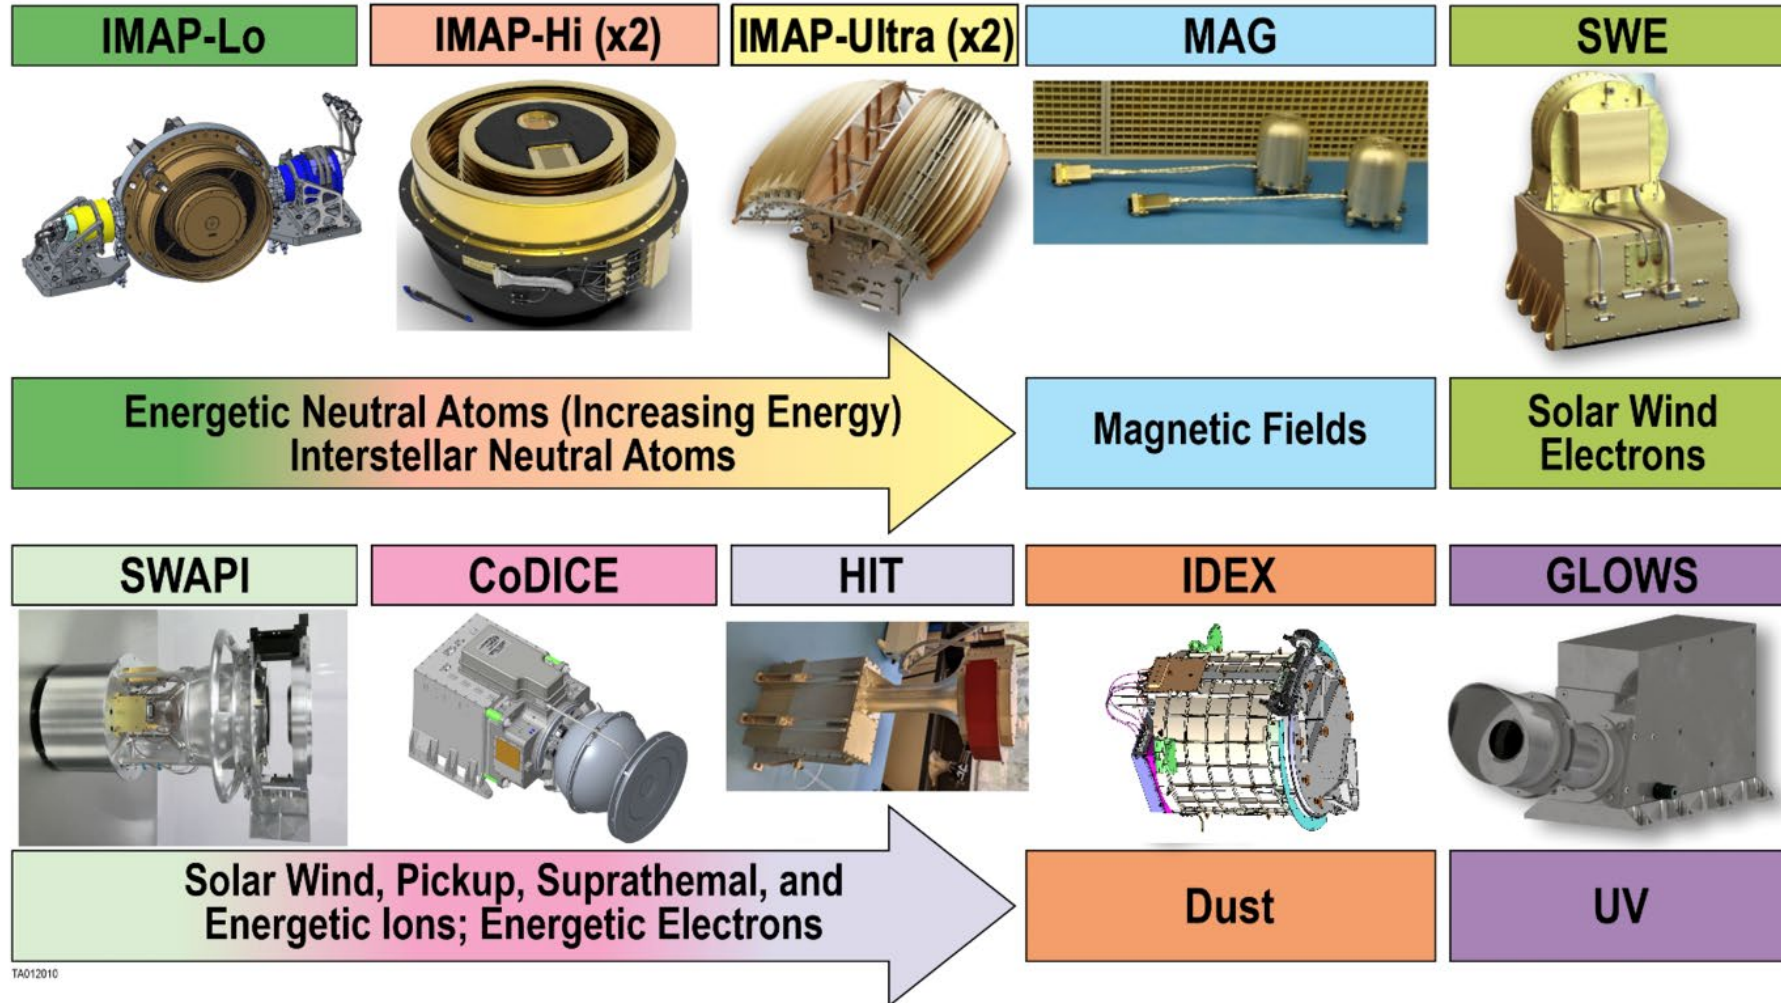 IMAP-Lo
IMAP-Hi (x2)
IMAP-Ultra (x2)
MAG
SWE
Energetic Neutral Atoms (Increasing Energy)
Interstellar Neutral Atoms
Magnetic Fields
Solar Wind
Electrons
SWAPI
CoDICE
HIT
IDEX
GLOWS
Solar Wind, Pickup, Suprathemal, and
Energetic Ions; Energetic Electrons
Dust
UV
TA012010